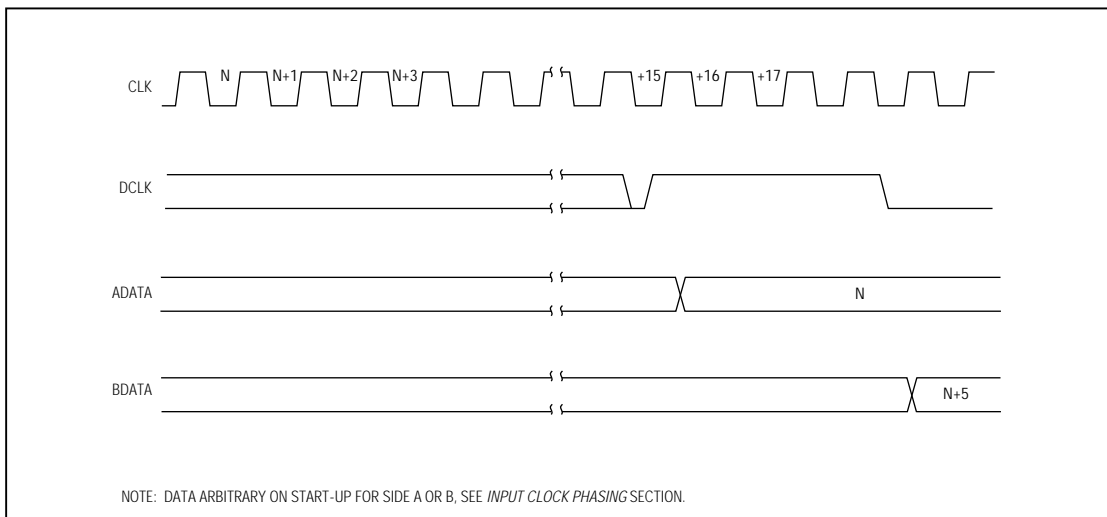 CLK N N+1 N+2 N+3 +15 +16 +17
DCLK
ADATA N
BDATA N+5
NOTE: DATA ARBITRARY ON START-UP FOR SIDE A OR B, SEE INPUT CLOCK PHASING SECTION.